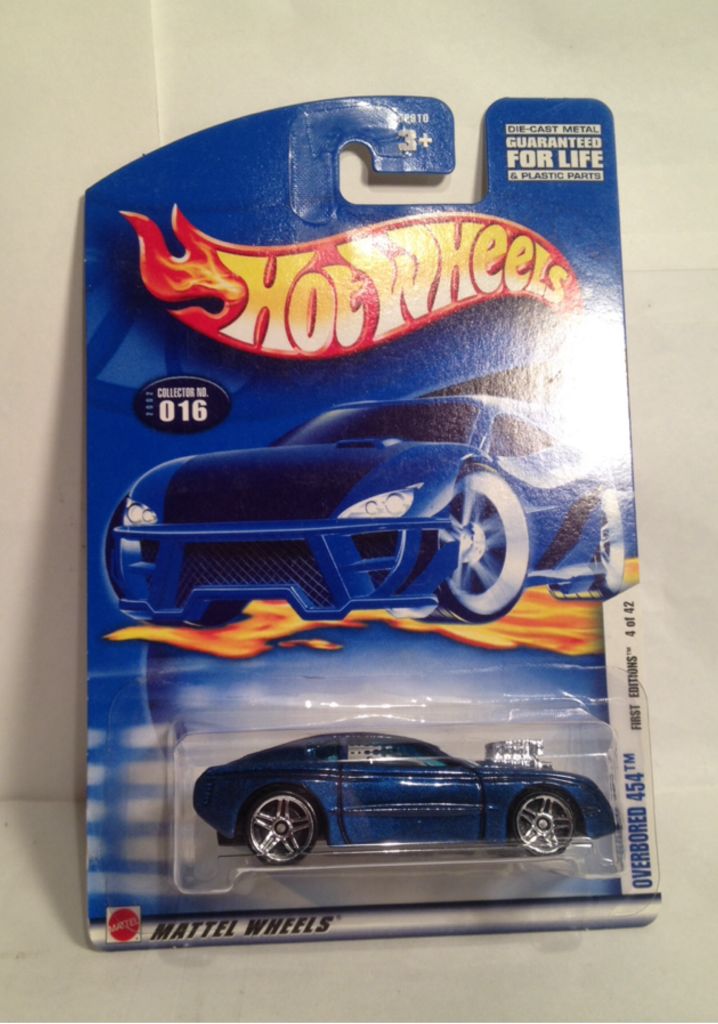 3+
DIE-CAST METAL
GUARANTEED
FOR LIFE
& PLASTIC PARTS
HOT WHEELS
2002
COLLECTOR NO.
016
FIRST EDITIONS™ 4 of 42
OVERBORED 454™
MATTEL
MATTEL WHEELS®